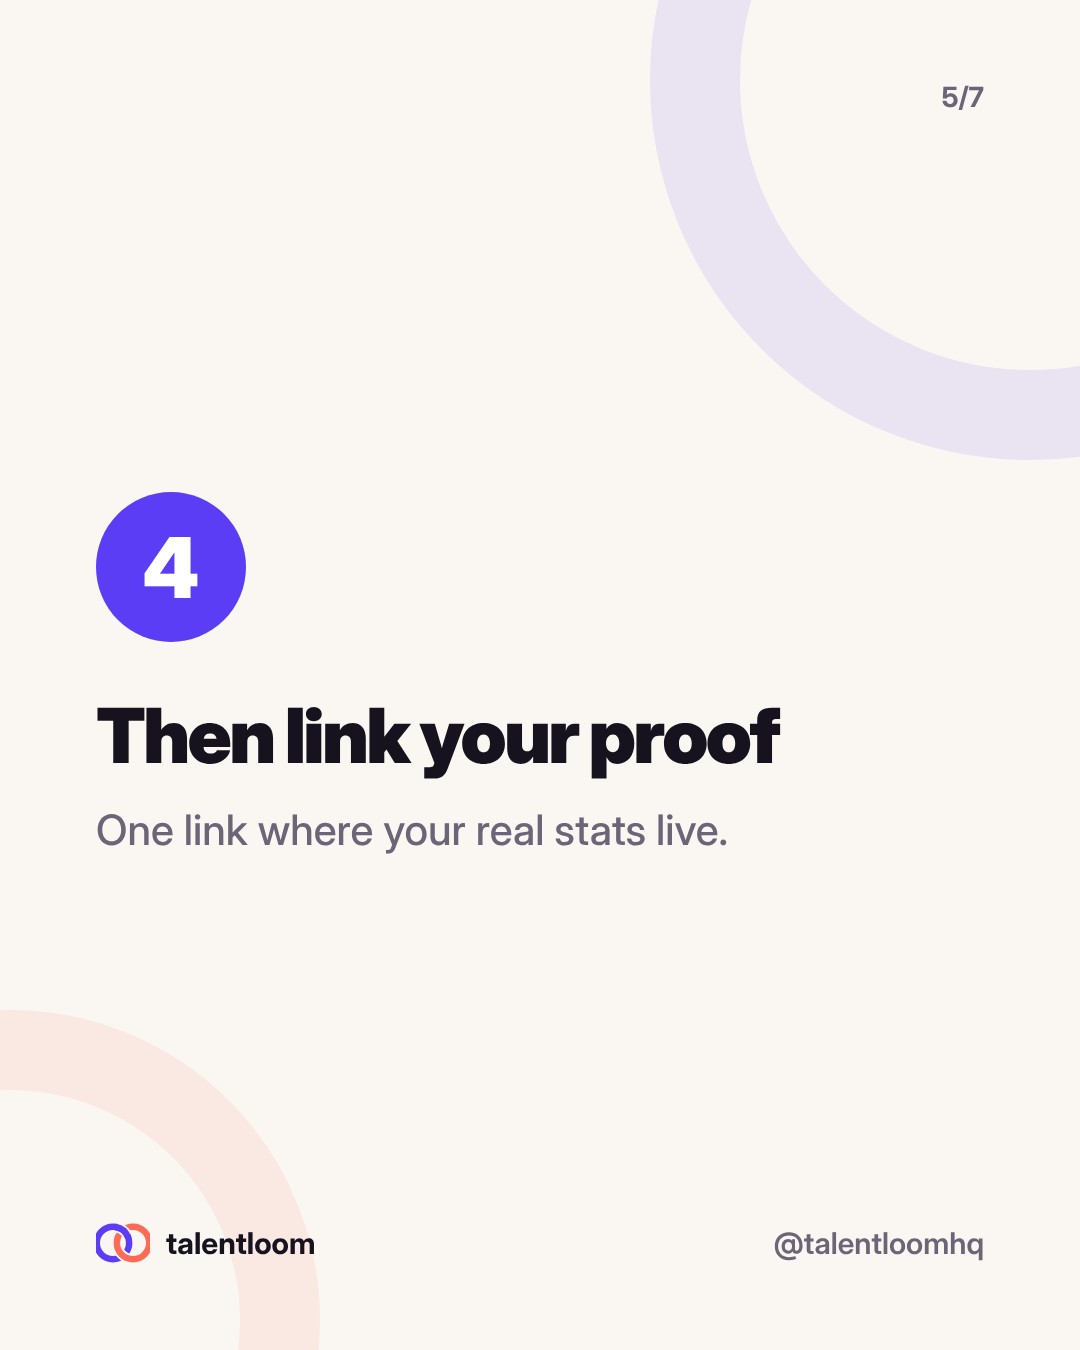 5/7
4
Then link your proof
One link where your real stats live.
talentloom
@talentloomhq